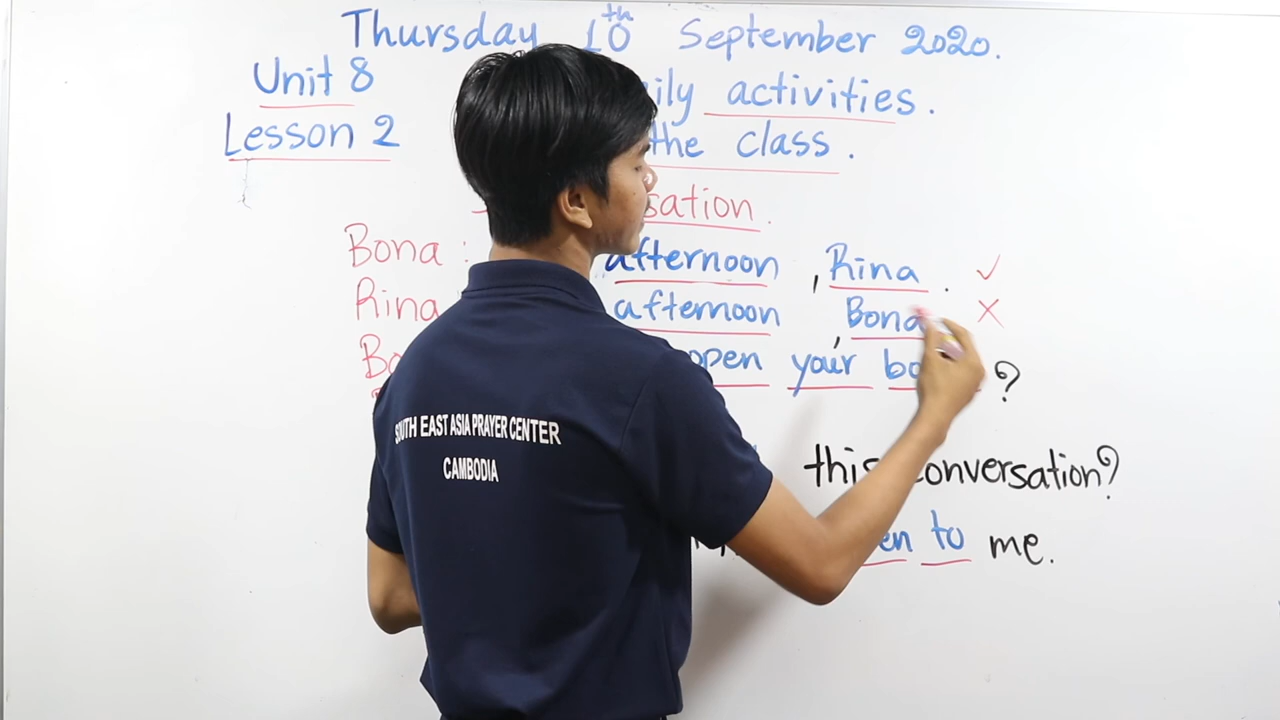 Thursday 10th September 2020.
Unit 8 ily activities.
Lesson 2 the class.
sation.
Bona : afternoon , Rina . ✓
Rina afternoon , Bona ×
Bo open your bo ?
this conversation?
en to me.
SOUTH EAST ASIA PRAYER CENTER
CAMBODIA